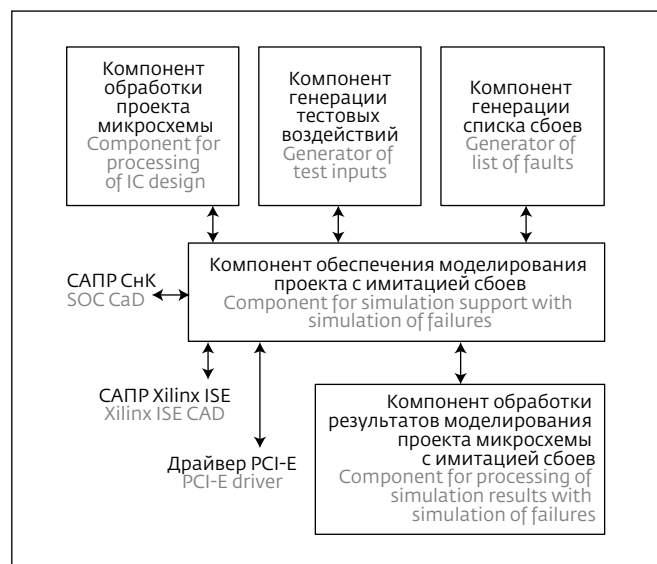 Компонент
обработки
проекта
микросхемы
Component for
processing
of IC design
Компонент
генерации
тестовых
воздействий
Generator of
test inputs
Компонент
генерации
списка сбоев
Generator of
list of faults
Компонент обеспечения моделирования
проекта с имитацией сбоев
Component for simulation support with
simulation of failures
САПР СнК
SOC CaD
САПР Xilinx ISE
Xilinx ISE CAD
Драйвер PCI-E
PCI-E driver
Компонент обработки
результатов моделирования
проекта микросхемы
с имитацией сбоев
Component for processing of
simulation results with
simulation of failures